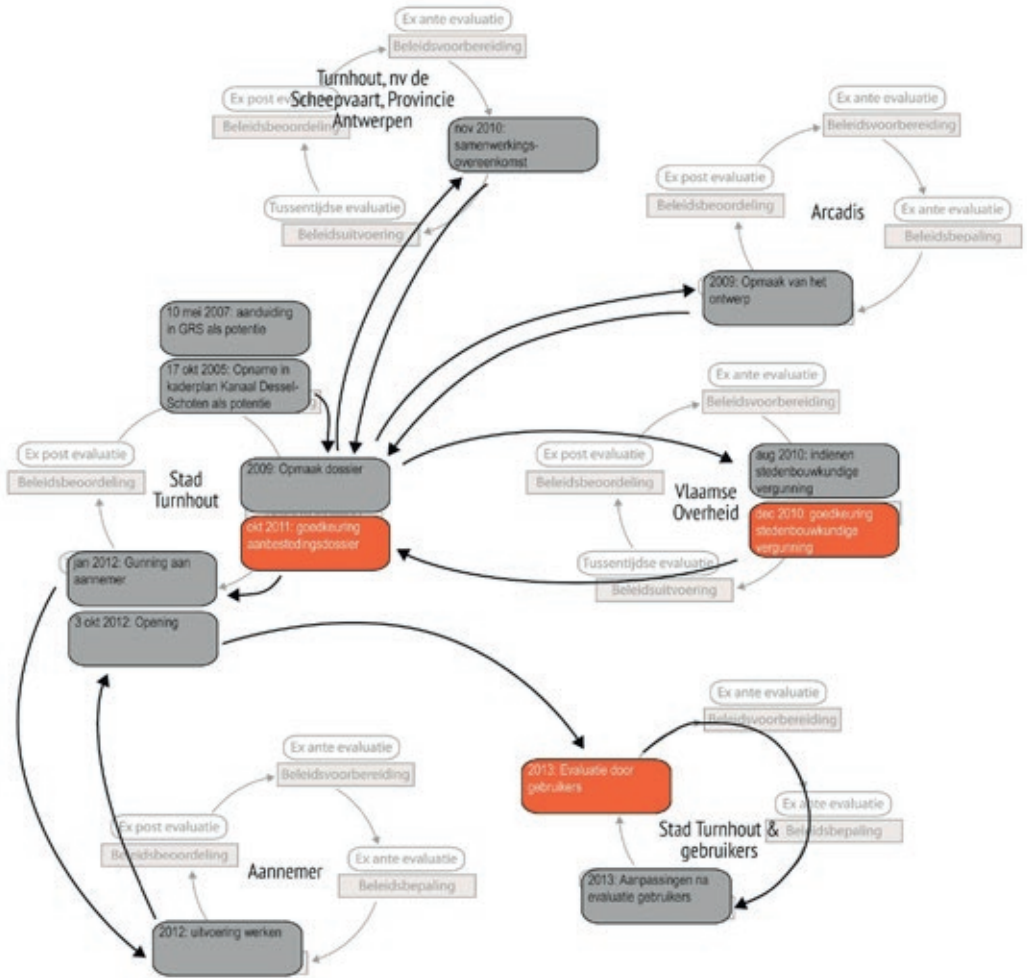 Ex ante evaluatie
Beleidsvoorbereiding
Turnhout, nv de
Scheepvaart, Provincie
Antwerpen
Ex post
Beleidsbeoordeling
nov 2010:
samenwerkings-
overeenkomst
Tussentijdse evaluatie
Beleidsuitvoering
Ex ante evaluatie
Beleidsvoorbereiding
Ex post evaluatie
Beleidsbeoordeling
Arcadis
Ex ante evaluatie
Beleidsbepaling
2009: Opmaak van het
ontwerp
10 mei 2007: aanduiding
in GRS als potentie
17 okt 2005: Opname in
kaderplan Kanaal Dessel-
Schoten als potentie
Ex post evaluatie
Beleidsbeoordeling
Stad
Turnhout
2009: Opmaak dossier
okt 2011: goedkeuring
aanbestedingsdossier
jan 2012: Gunning aan
aannemer
3 okt 2012: Opening
Ex ante evaluatie
Beleidsvoorbereiding
Ex post evaluatie
Beleidsbeoordeling
Vlaamse
Overheid
aug 2010: indienen
stedenbouwkundige
vergunning
dec 2010: goedkeuring
stedenbouwkundige
vergunning
Tussentijdse evaluatie
Beleidsuitvoering
Ex ante evaluatie
Beleidsvoorbereiding
Ex post evaluatie
Beleidsbeoordeling
Aannemer
Ex ante evaluatie
Beleidsbepaling
2012: uitvoering werken
Ex ante evaluatie
Beleidsvoorbereiding
2013: Evaluatie door
gebruikers
Ex ante evaluatie
Beleidsbepaling
Stad Turnhout &
gebruikers
2013: Aanpassingen na
evaluatie gebruikers